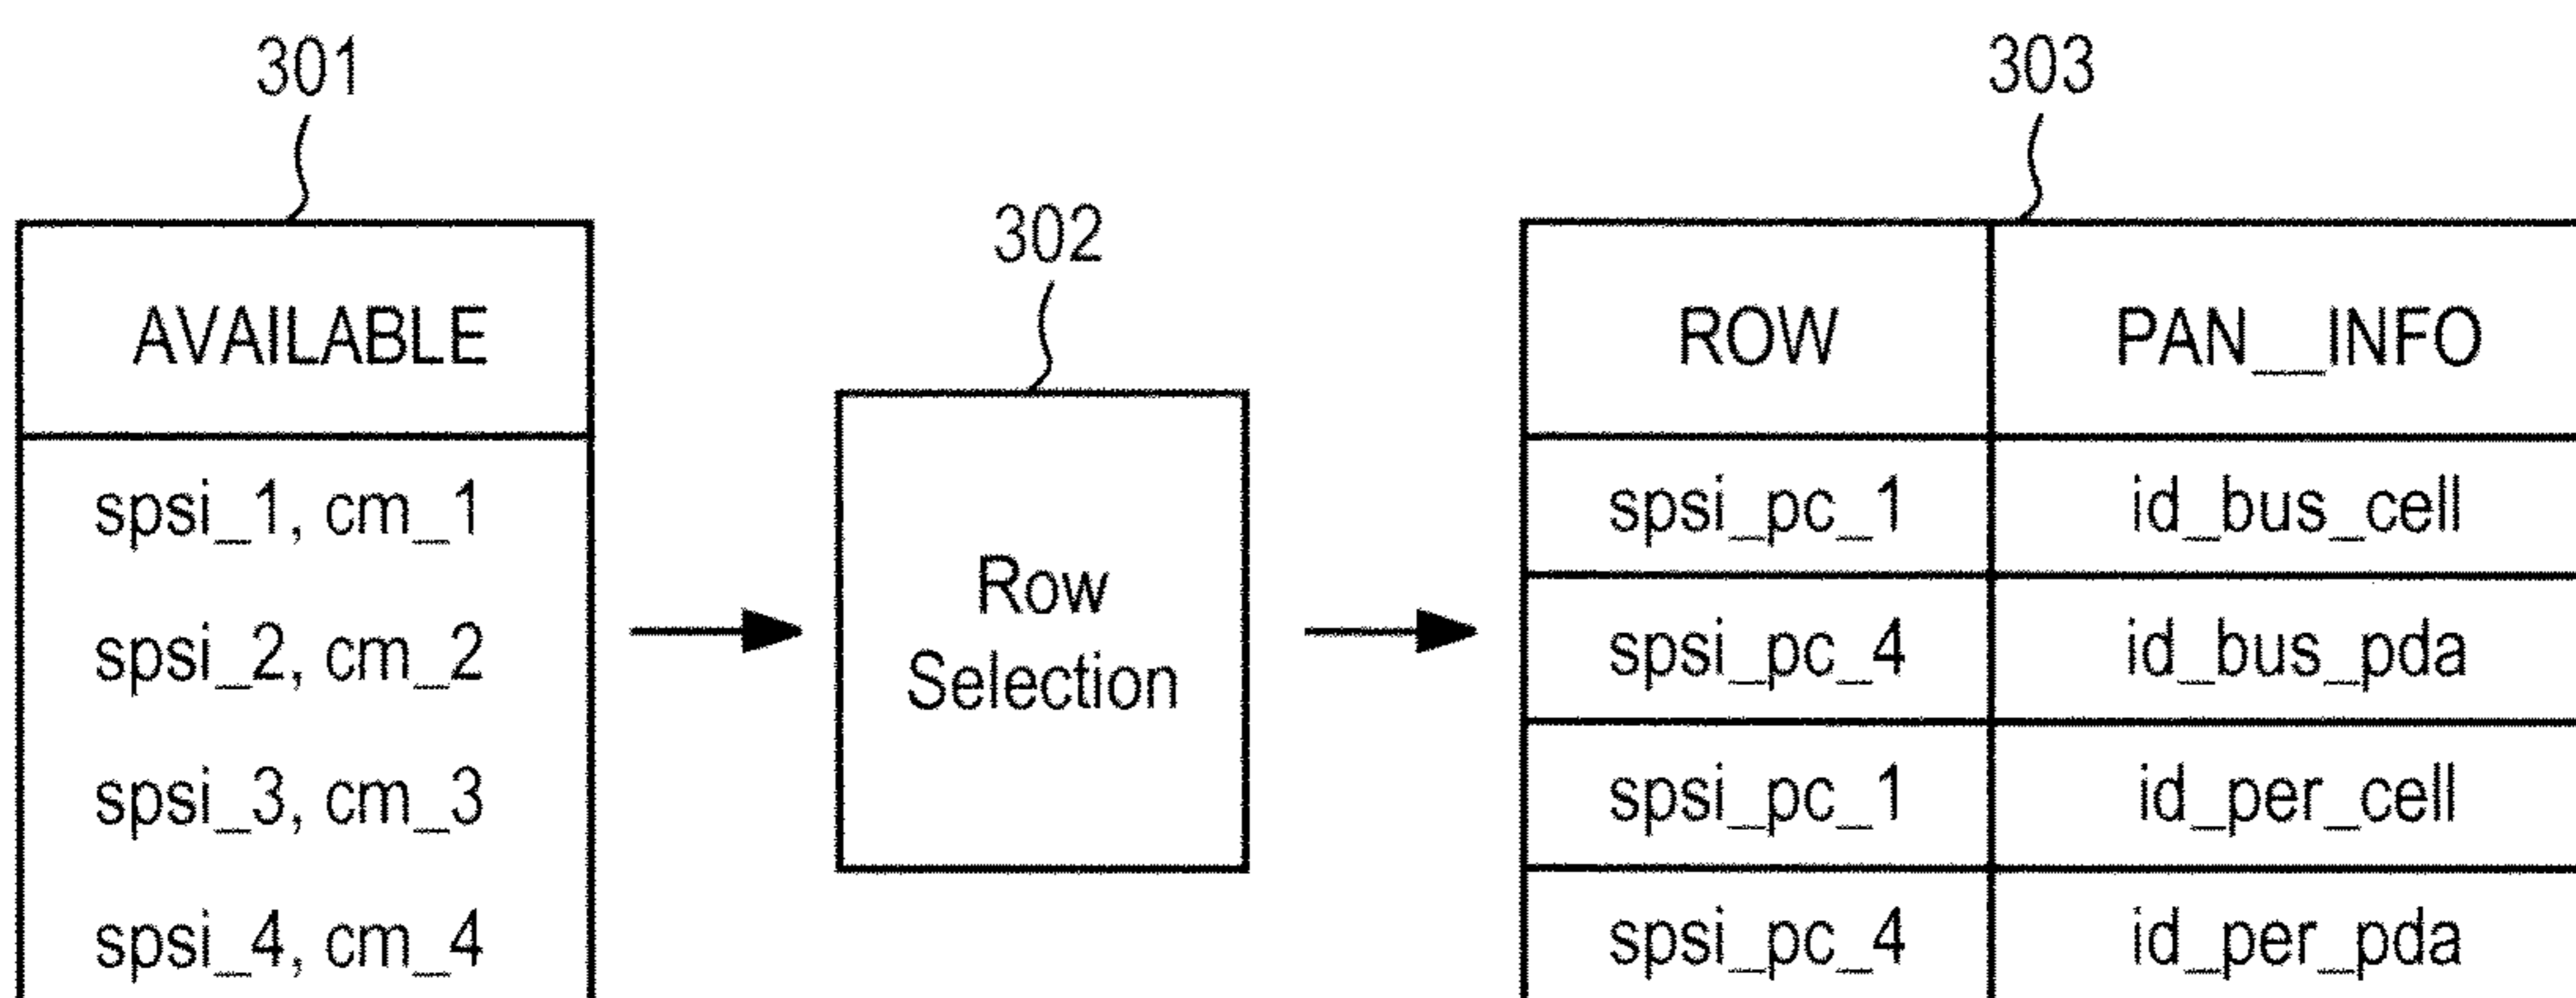 301
302
303
AVAILABLE
spsi_1, cm_1
spsi_2, cm_2
spsi_3, cm_3
spsi_4, cm_4
Row
Selection
ROW PAN__INFO
spsi_pc_1 id_bus_cell
spsi_pc_4 id_bus_pda
spsi_pc_1 id_per_cell
spsi_pc_4 id_per_pda